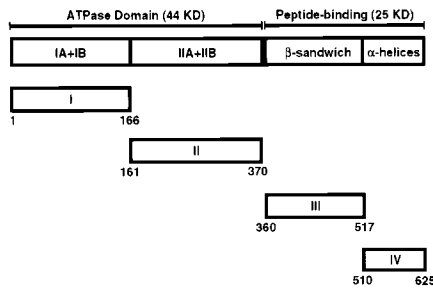 ATPase Domain (44 KD) Peptide-binding (25 KD)
IA+IB IIA+IIB β-sandwich α-helices
I
1 166
II
161 370
III
360 517
IV
510 625